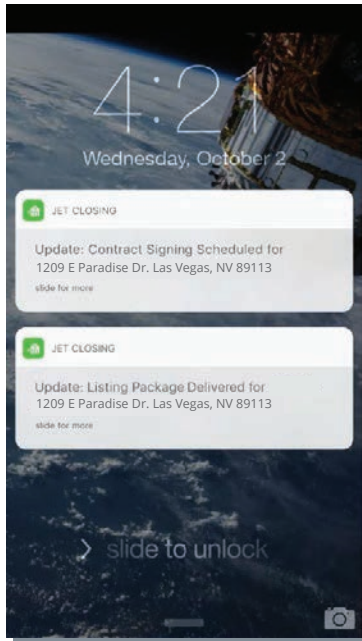 4:21
Wednesday, October 2
JET CLOSING
Update: Contract Signing Scheduled for
1209 E Paradise Dr. Las Vegas, NV 89113
slide for more
JET CLOSING
Update: Listing Package Delivered for
1209 E Paradise Dr. Las Vegas, NV 89113
slide for more
> slide to unlock